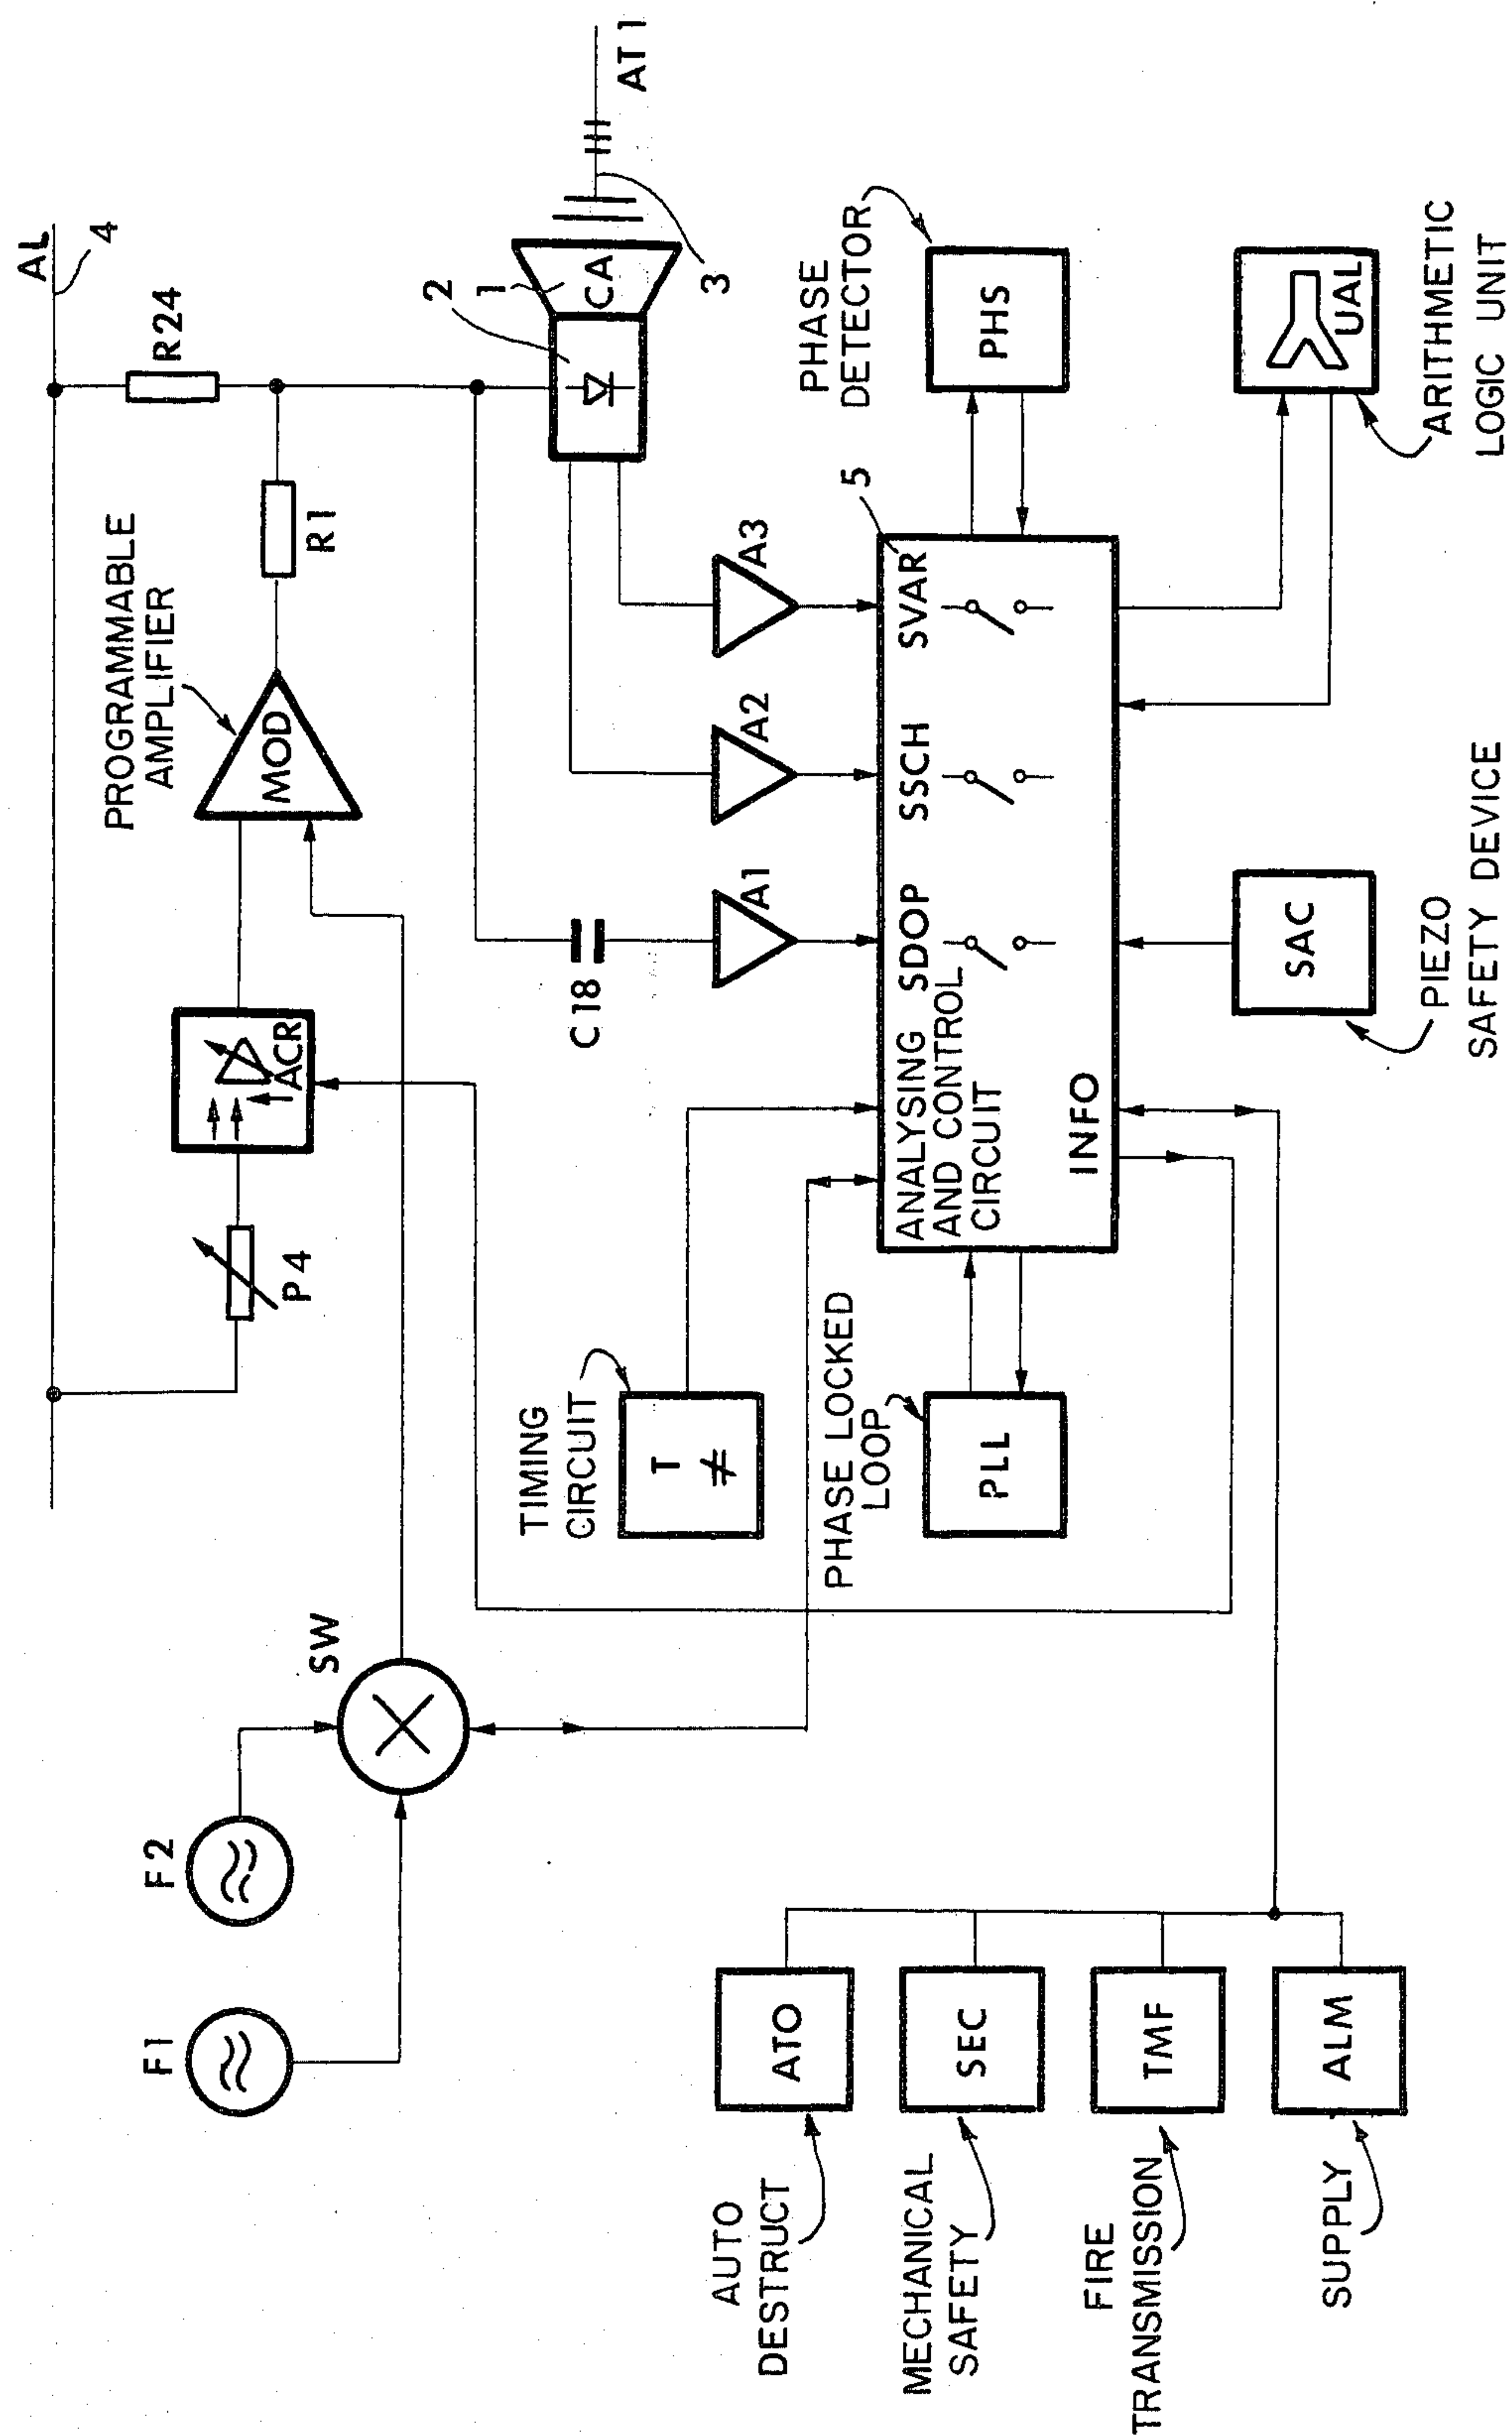 AL
4
R24
PROGRAMMABLE
AMPLIFIER
MOD
R1
ACR
P4
F1
F2
SW
2
1
CA
3
AT1
C18
A1
A2
A3
TIMING
CIRCUIT
T
≠
PHASE LOCKED
LOOP
PLL
ANALYSING
AND CONTROL
CIRCUIT
SDOP
SSCH
SVAR
5
INFO
PHASE
DETECTOR
PHS
UAL
ARITHMETIC
LOGIC UNIT
SAC
PIEZO
SAFETY DEVICE
AUTO
DESTRUCT
ATO
MECHANICAL
SAFETY
SEC
FIRE
TRANSMISSION
TMF
SUPPLY
ALM